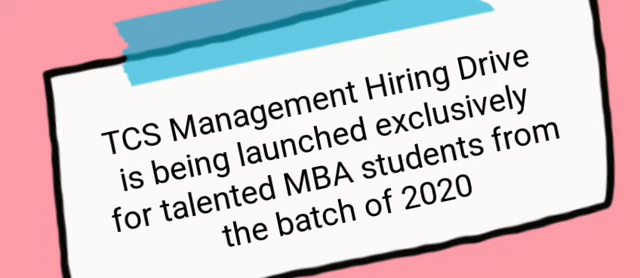 TCS Management Hiring Drive
is being launched exclusively
for talented MBA students from
the batch of 2020